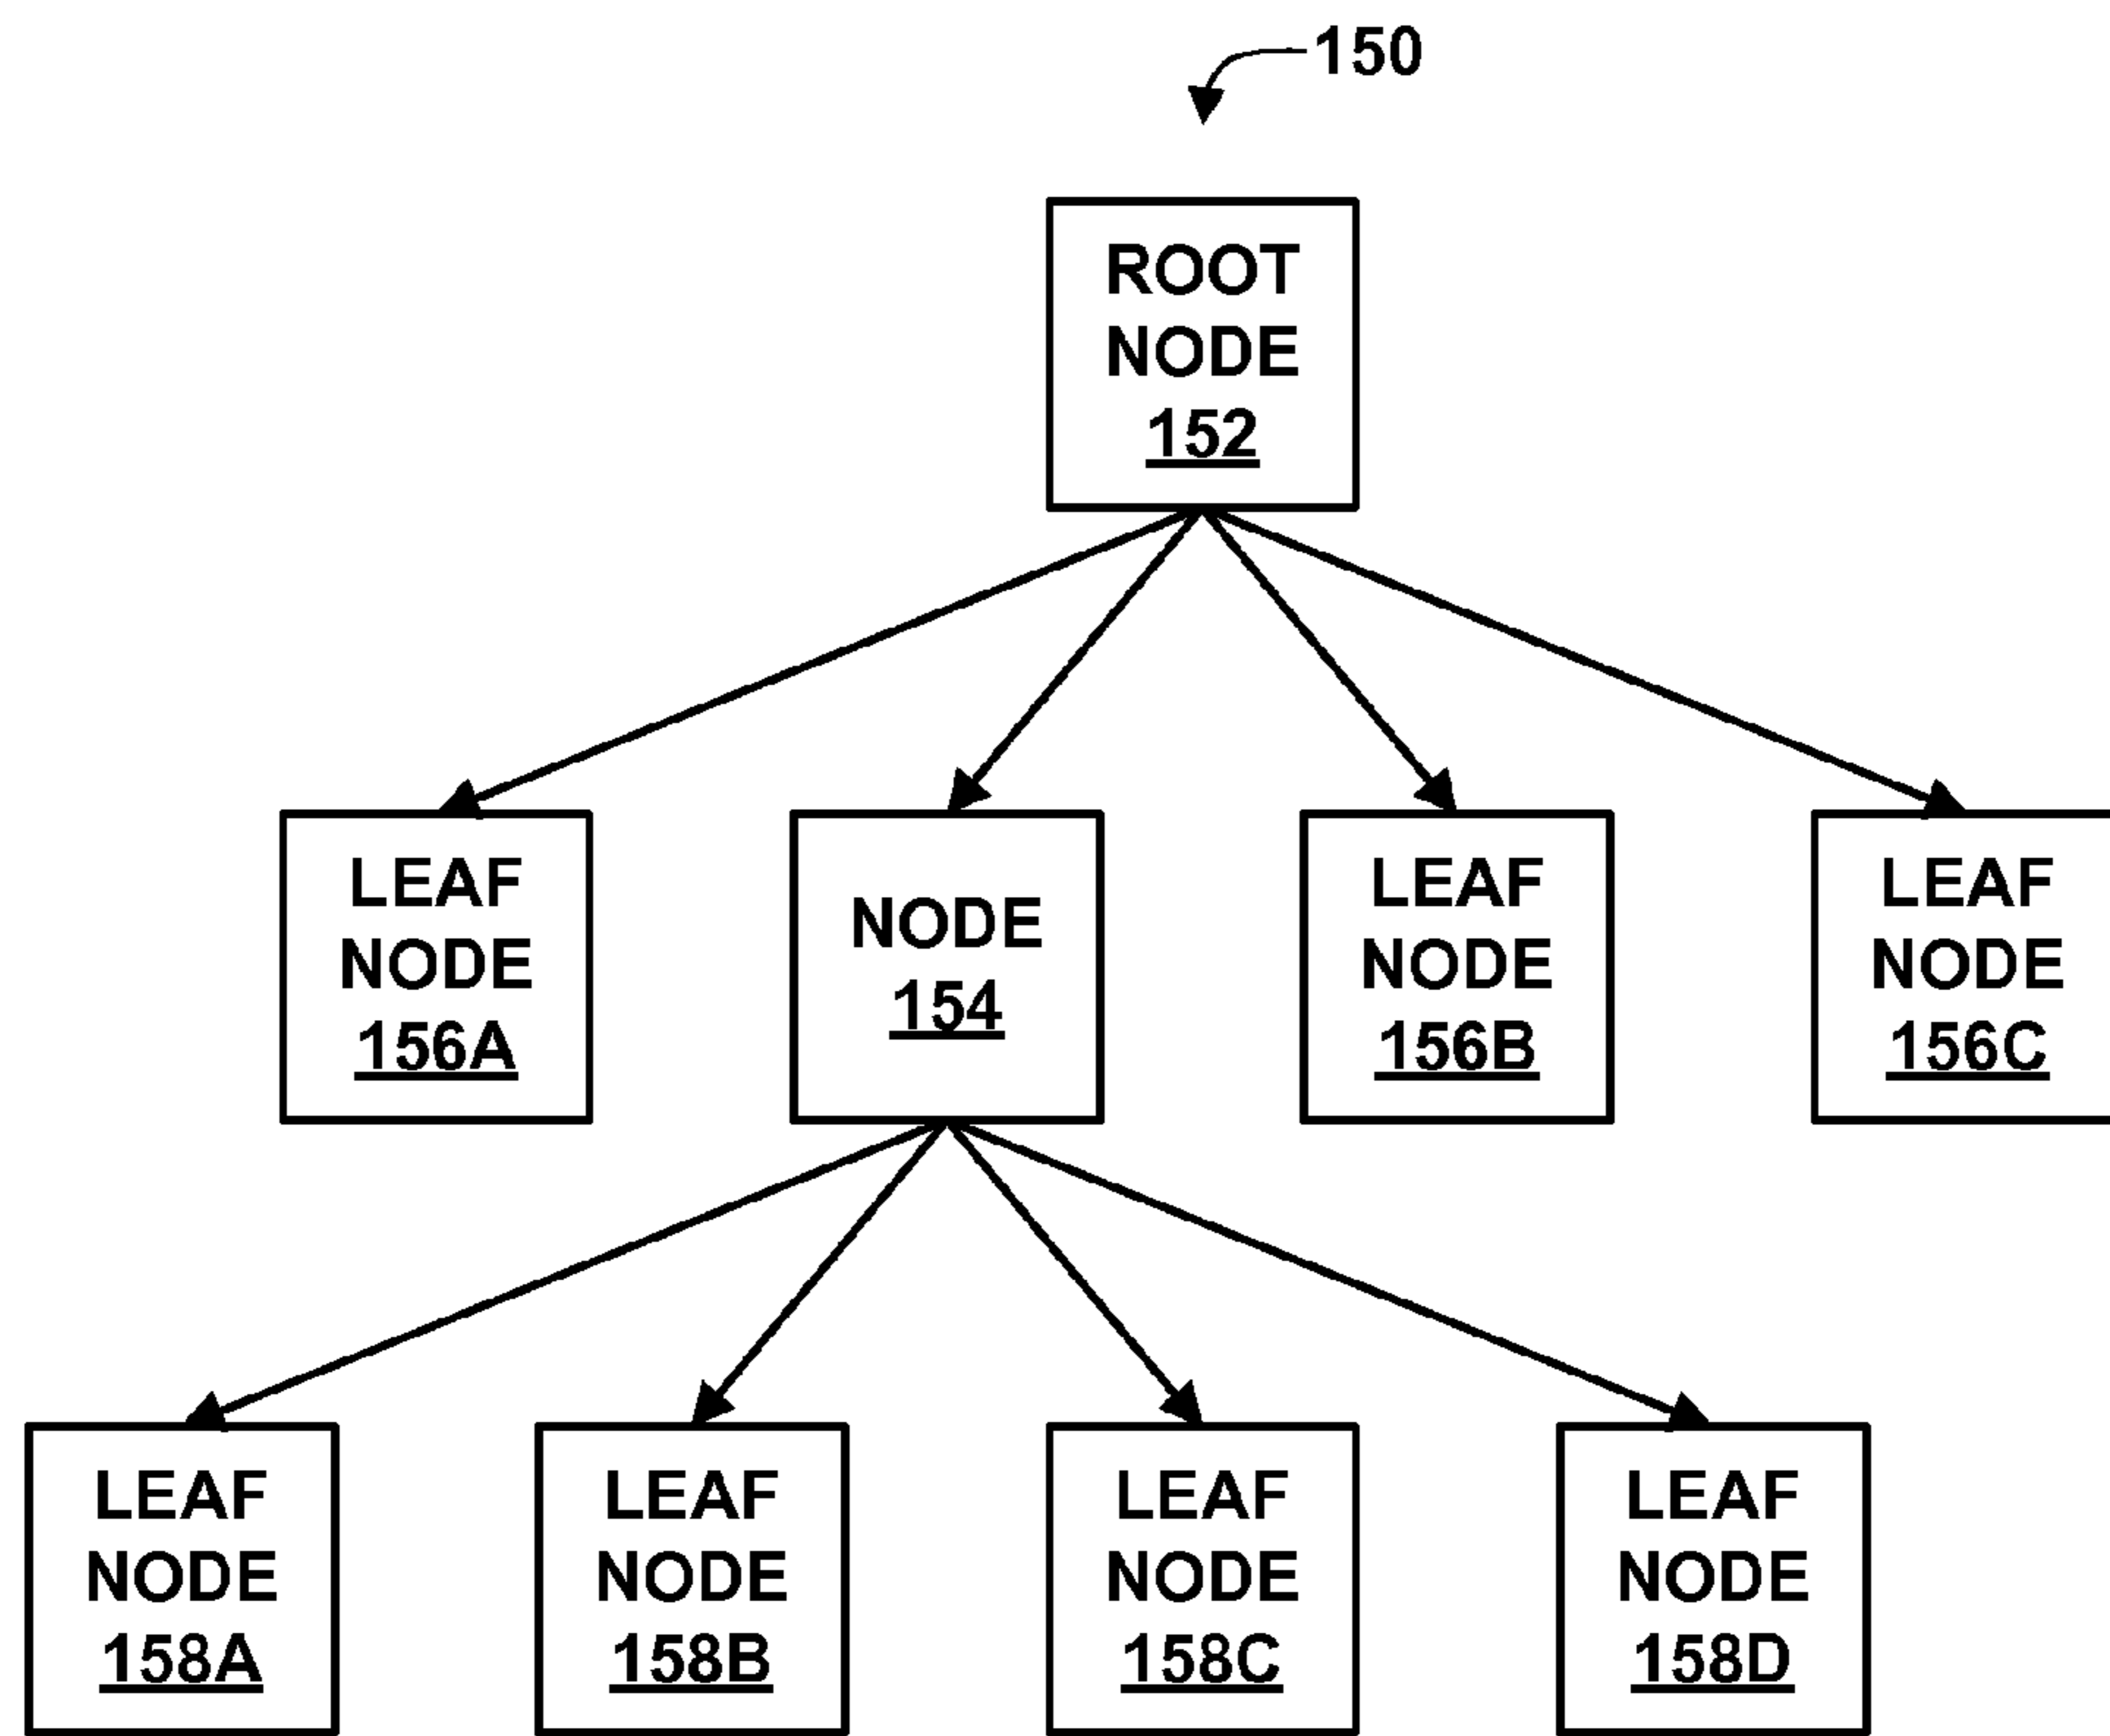 150
ROOT
NODE
152
LEAF
NODE
156A
NODE
154
LEAF
NODE
156B
LEAF
NODE
156C
LEAF
NODE
158A
LEAF
NODE
158B
LEAF
NODE
158C
LEAF
NODE
158D